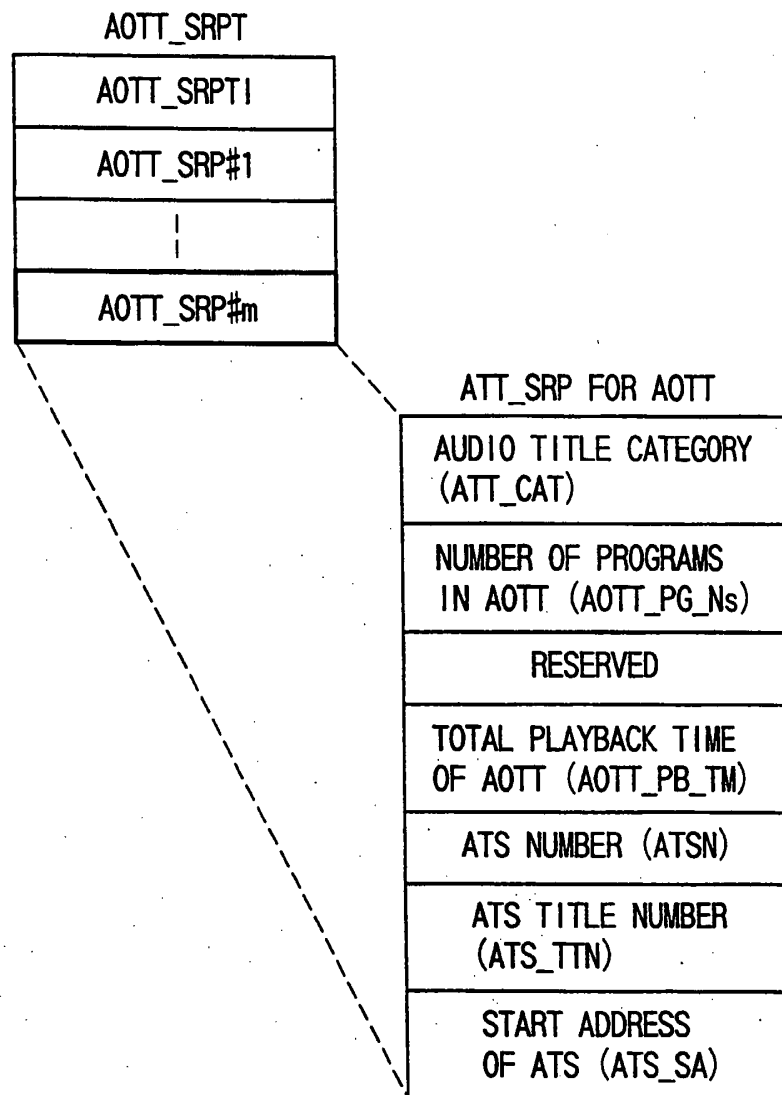 AOTT_SRPT
AOTT_SRPTI
AOTT_SRP#1
AOTT_SRP#m
ATT_SRP FOR AOTT
AUDIO TITLE CATEGORY
(ATT_CAT)
NUMBER OF PROGRAMS
IN AOTT (AOTT_PG_Ns)
RESERVED
TOTAL PLAYBACK TIME
OF AOTT (AOTT_PB_TM)
ATS NUMBER (ATSN)
ATS TITLE NUMBER
(ATS_TTN)
START ADDRESS
OF ATS (ATS_SA)